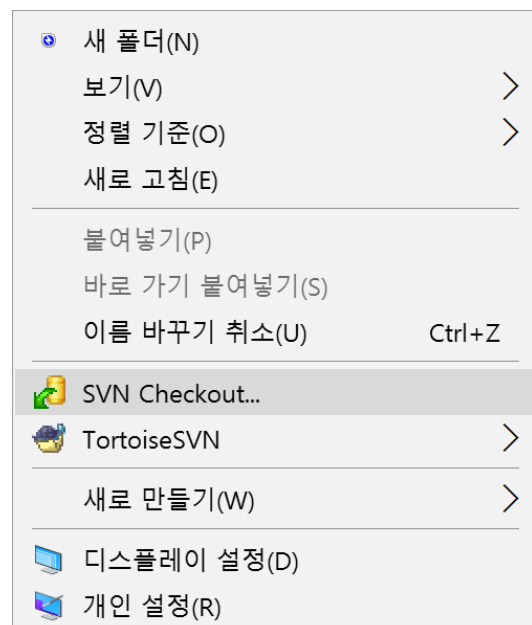 새 폴더(N)
보기(V)
정렬 기준(O)
새로 고침(E)
붙여넣기(P)
바로 가기 붙여넣기(S)
이름 바꾸기 취소(U) Ctrl+Z
SVN Checkout...
TortoiseSVN
새로 만들기(W)
디스플레이 설정(D)
개인 설정(R)